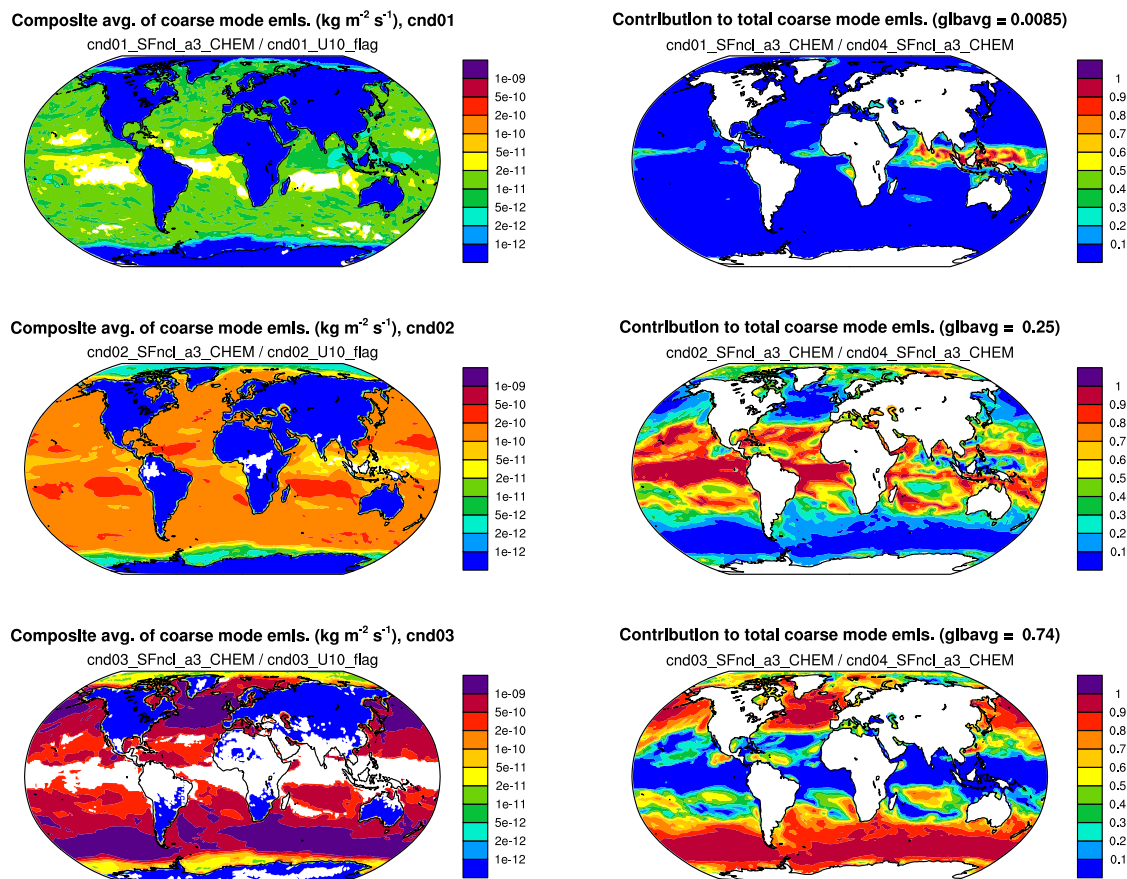 Composite avg. of coarse mode emis. (kg m⁻² s⁻¹), cnd01
cnd01_SFncl_a3_CHEM / cnd01_U10_flag
1e-09
5e-10
2e-10
1e-10
5e-11
2e-11
1e-11
5e-12
2e-12
1e-12
Contribution to total coarse mode emis. (glbavg = 0.0085)
cnd01_SFncl_a3_CHEM / cnd04_SFncl_a3_CHEM
1
0.9
0.8
0.7
0.6
0.5
0.4
0.3
0.2
0.1
Composite avg. of coarse mode emis. (kg m⁻² s⁻¹), cnd02
cnd02_SFncl_a3_CHEM / cnd02_U10_flag
1e-09
5e-10
2e-10
1e-10
5e-11
2e-11
1e-11
5e-12
2e-12
1e-12
Contribution to total coarse mode emis. (glbavg = 0.25)
cnd02_SFncl_a3_CHEM / cnd04_SFncl_a3_CHEM
1
0.9
0.8
0.7
0.6
0.5
0.4
0.3
0.2
0.1
Composite avg. of coarse mode emis. (kg m⁻² s⁻¹), cnd03
cnd03_SFncl_a3_CHEM / cnd03_U10_flag
1e-09
5e-10
2e-10
1e-10
5e-11
2e-11
1e-11
5e-12
2e-12
1e-12
Contribution to total coarse mode emis. (glbavg = 0.74)
cnd03_SFncl_a3_CHEM / cnd04_SFncl_a3_CHEM
1
0.9
0.8
0.7
0.6
0.5
0.4
0.3
0.2
0.1